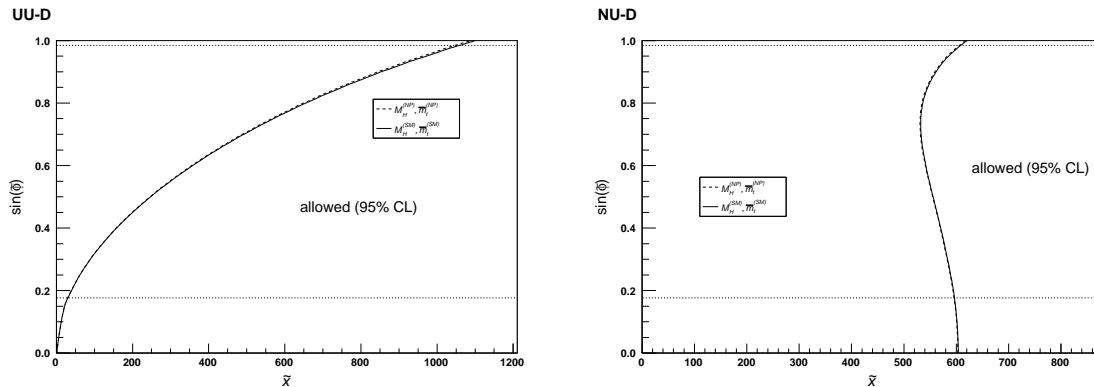 UU-D
sin(φ̃)
1.0
0.8
0.6
0.4
0.2
0.0
M_H^(NP), m̅_t^(NP)
M_H^(SM), m̅_t^(SM)
allowed (95% CL)
0 200 400 600 800 1000 1200
x̃
NU-D
sin(φ̃)
1.0
0.8
0.6
0.4
0.2
0.0
allowed (95% CL)
M_H^(NP), m̅_t^(NP)
M_H^(SM), m̅_t^(SM)
0 100 200 300 400 500 600 700 800
x̃